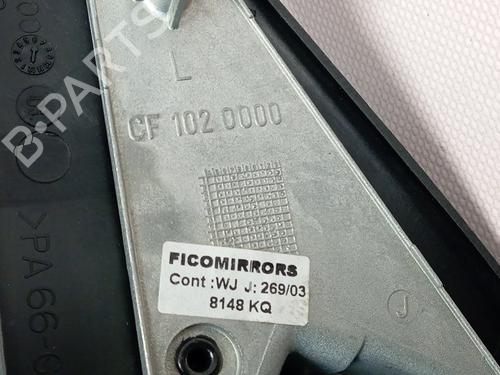 L
CF 102 0000
FICOMIRRORS
Cont :WJ J: 269/03
8148 KQ
J
>PA 66-
B-PARTS